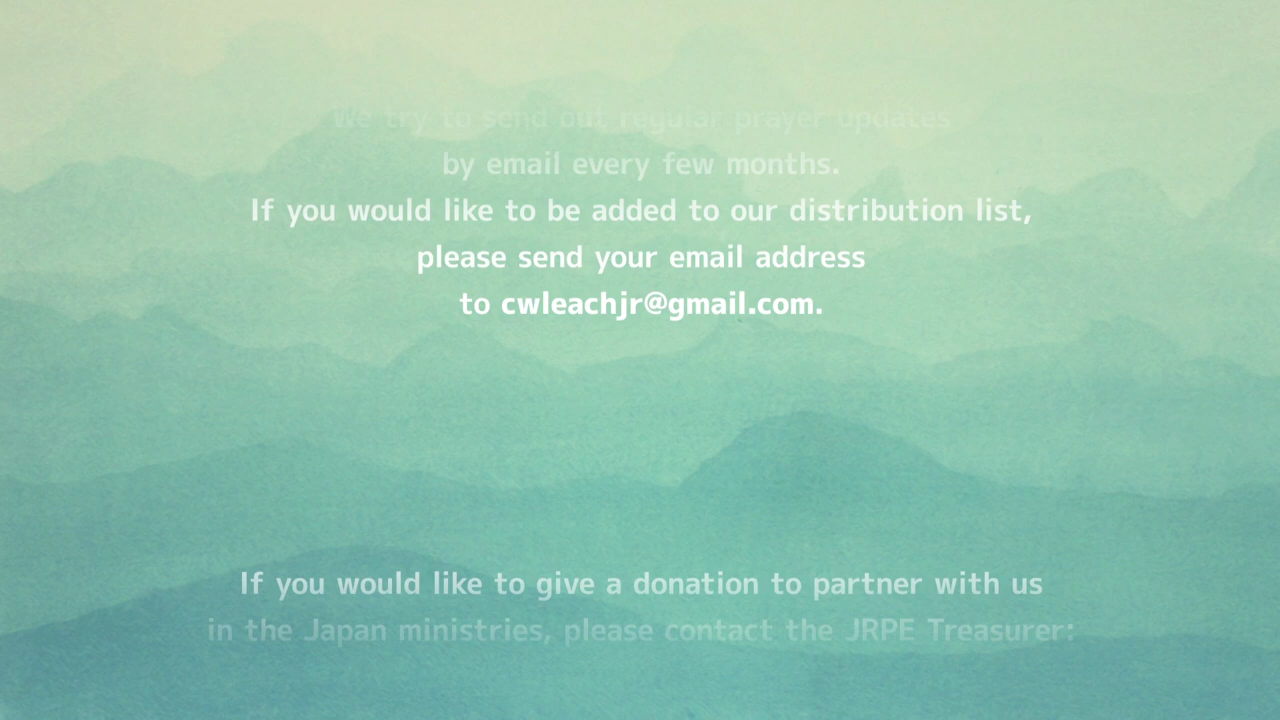 We try to send out regular prayer updates
by email every few months.
If you would like to be added to our distribution list,
please send your email address
to cwleachjr@gmail.com.
If you would like to give a donation to partner with us
in the Japan ministries, please contact the JRPE Treasurer: